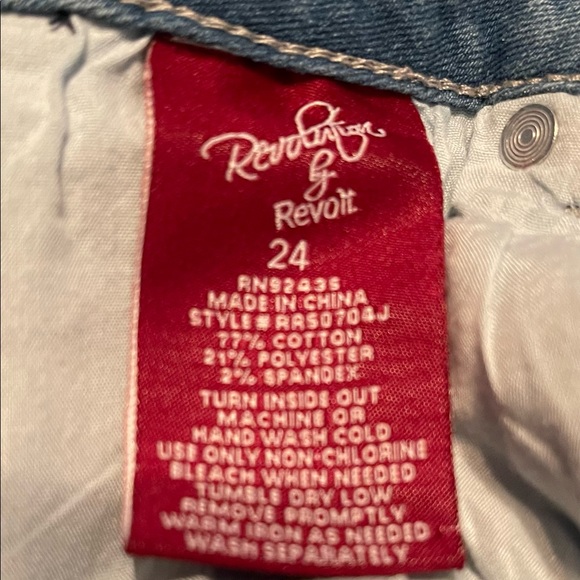 Revolution
by
Revolt
24
RN92435
MADE IN CHINA
STYLE# RRS0704J
77% COTTON
21% POLYESTER
2% SPANDEX
TURN INSIDE OUT
MACHINE OR
HAND WASH COLD
USE ONLY NON-CHLORINE
BLEACH WHEN NEEDED
TUMBLE DRY LOW
REMOVE PROMPTLY
WARM IRON AS NEEDED
WASH SEPARATELY